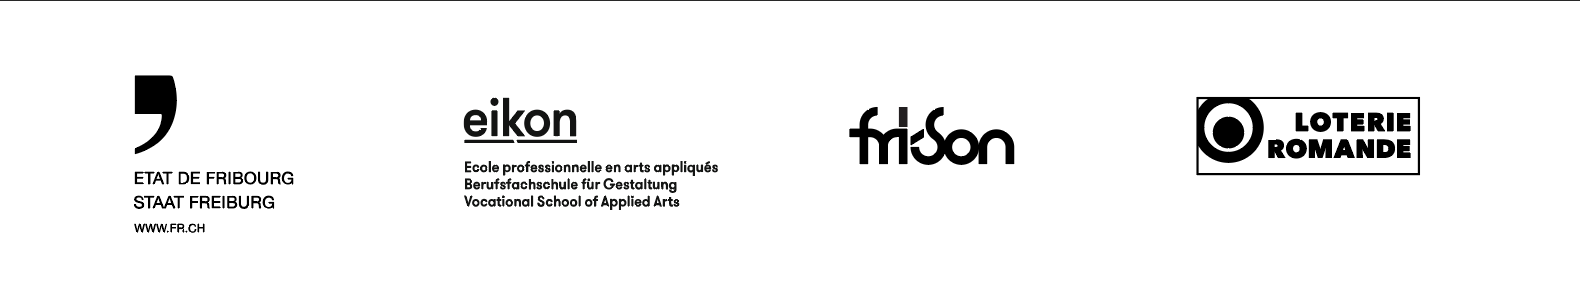 ETAT DE FRIBOURG
STAAT FREIBURG
WWW.FR.CH
eikon
Ecole professionnelle en arts appliqués
Berufsfachschule für Gestaltung
Vocational School of Applied Arts
fri-Son
LOTERIE
ROMANDE